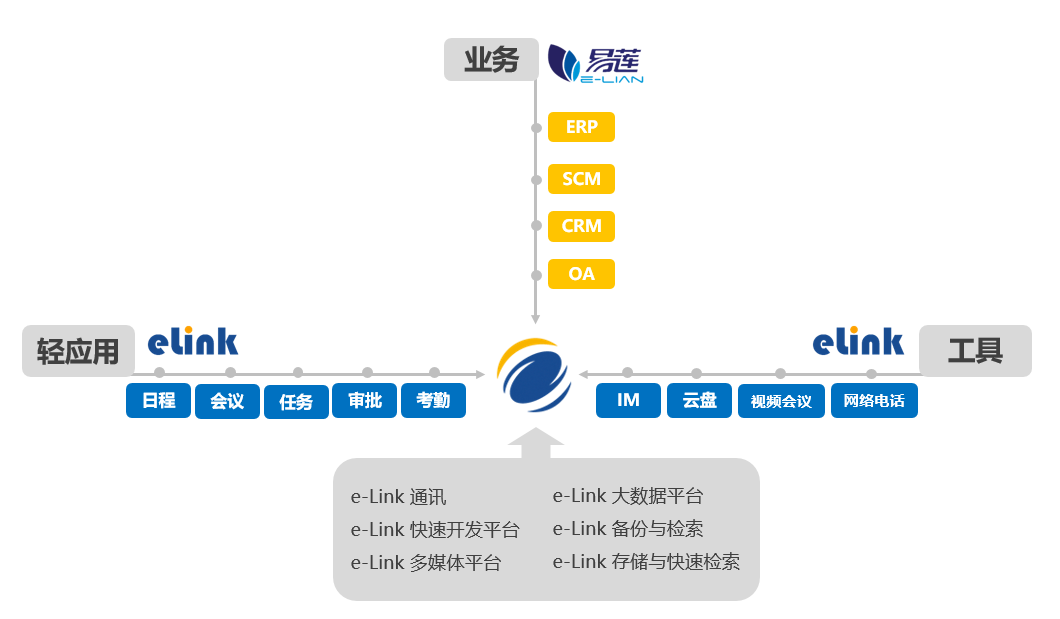 业务
易莲
E-LIAN
ERP
SCM
CRM
OA
轻应用
eLink
eLink
工具
日程
会议
任务
审批
考勤
IM
云盘
视频会议
网络电话
e-Link 通讯
e-Link 快速开发平台
e-Link 多媒体平台
e-Link 大数据平台
e-Link 备份与检索
e-Link 存储与快速检索